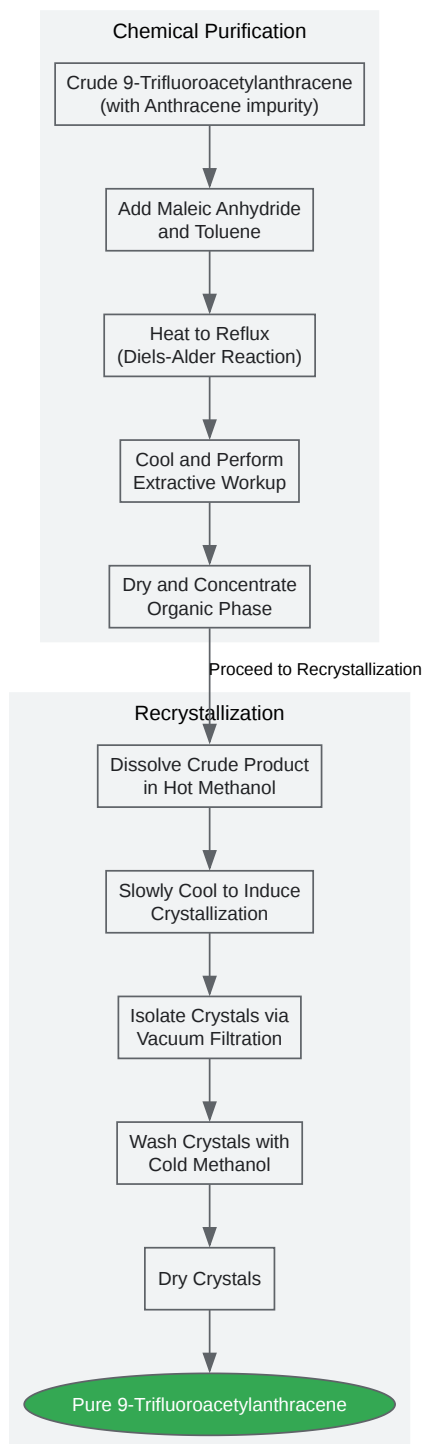 Chemical Purification
Crude 9-Trifluoroacetylanthracene
(with Anthracene impurity)
Add Maleic Anhydride
and Toluene
Heat to Reflux
(Diels-Alder Reaction)
Cool and Perform
Extractive Workup
Dry and Concentrate
Organic Phase
Proceed to Recrystallization
Recrystallization
Dissolve Crude Product
in Hot Methanol
Slowly Cool to Induce
Crystallization
Isolate Crystals via
Vacuum Filtration
Wash Crystals with
Cold Methanol
Dry Crystals
Pure 9-Trifluoroacetylanthracene